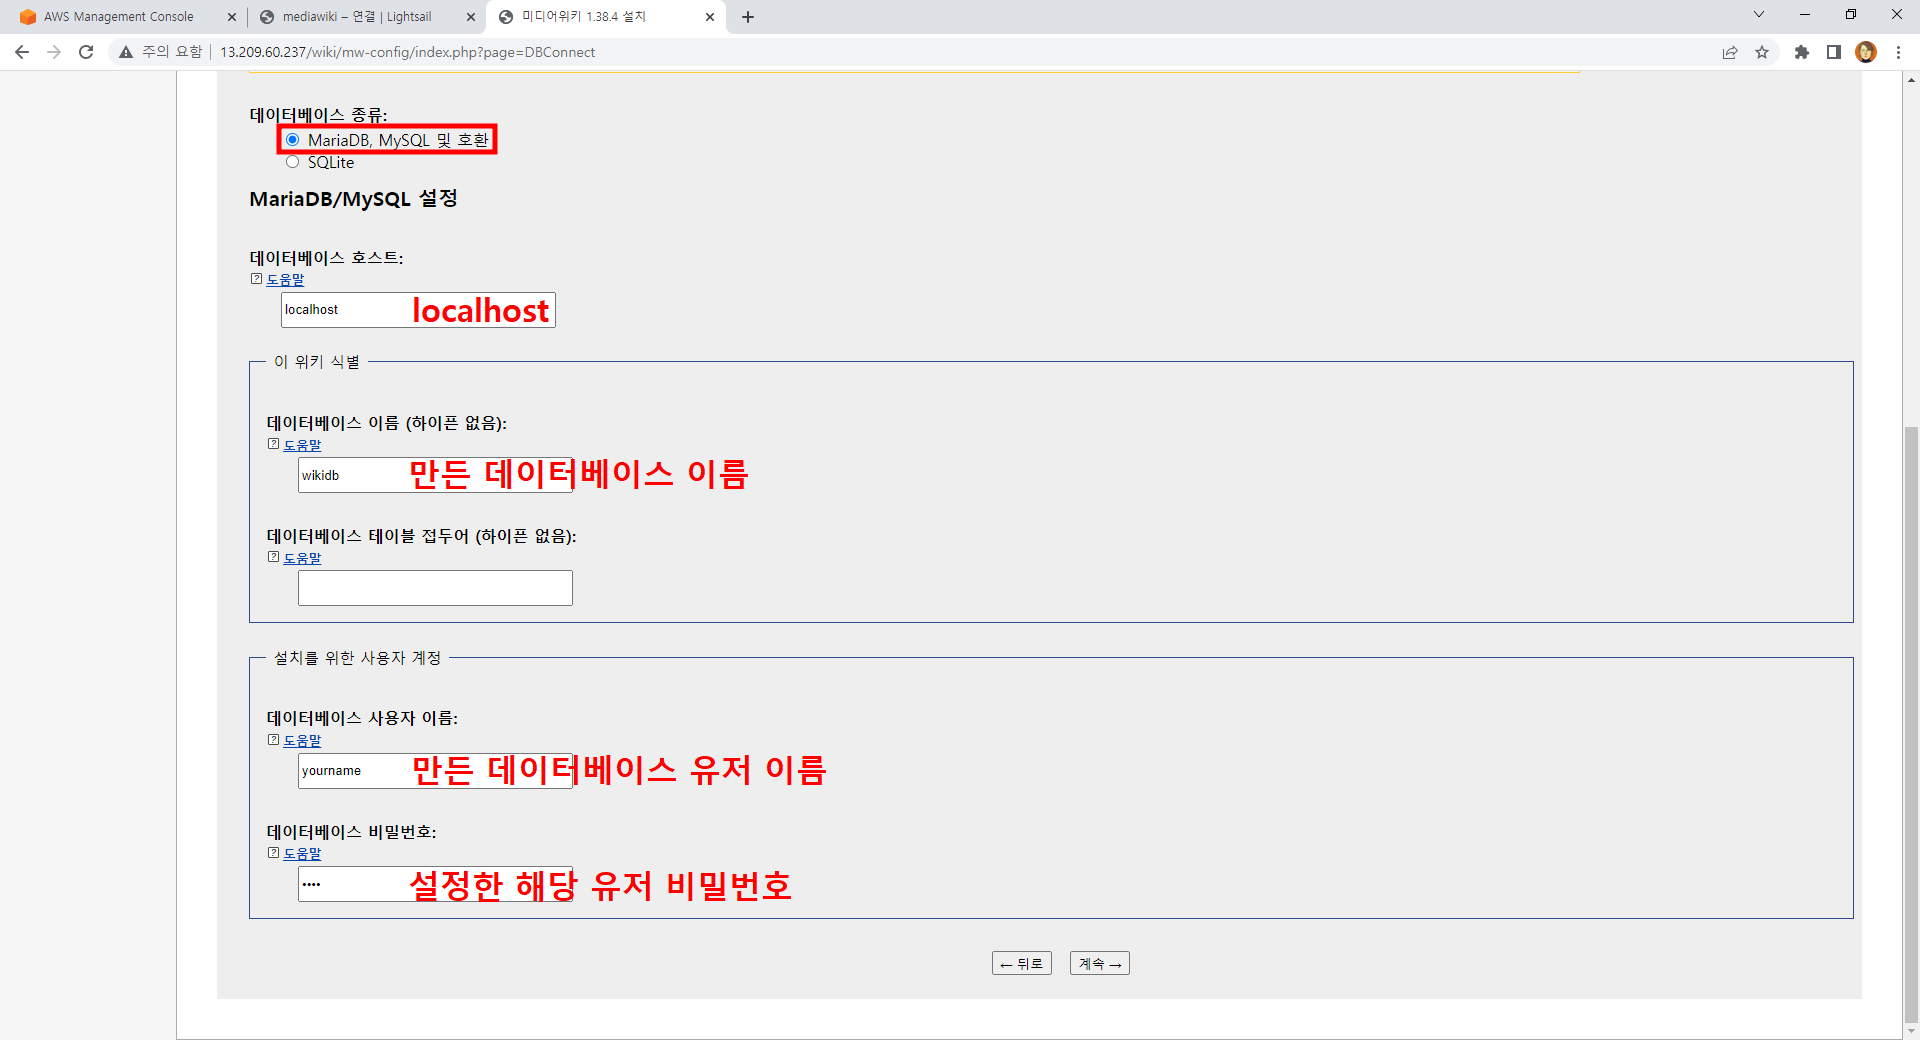 AWS Management Console
mediawiki – 연결 | Lightsail
미디어위키 1.38.4 설치
주의 요함 | 13.209.60.237/wiki/mw-config/index.php?page=DBConnect
데이터베이스 종류:
MariaDB, MySQL 및 호환
SQLite
MariaDB/MySQL 설정
데이터베이스 호스트:
? 도움말
localhost localhost
이 위키 식별
데이터베이스 이름 (하이픈 없음):
? 도움말
wikidb 만든 데이터베이스 이름
데이터베이스 테이블 접두어 (하이픈 없음):
? 도움말
설치를 위한 사용자 계정
데이터베이스 사용자 이름:
? 도움말
yourname 만든 데이터베이스 유저 이름
데이터베이스 비밀번호:
? 도움말
•••• 설정한 해당 유저 비밀번호
← 뒤로 계속 →